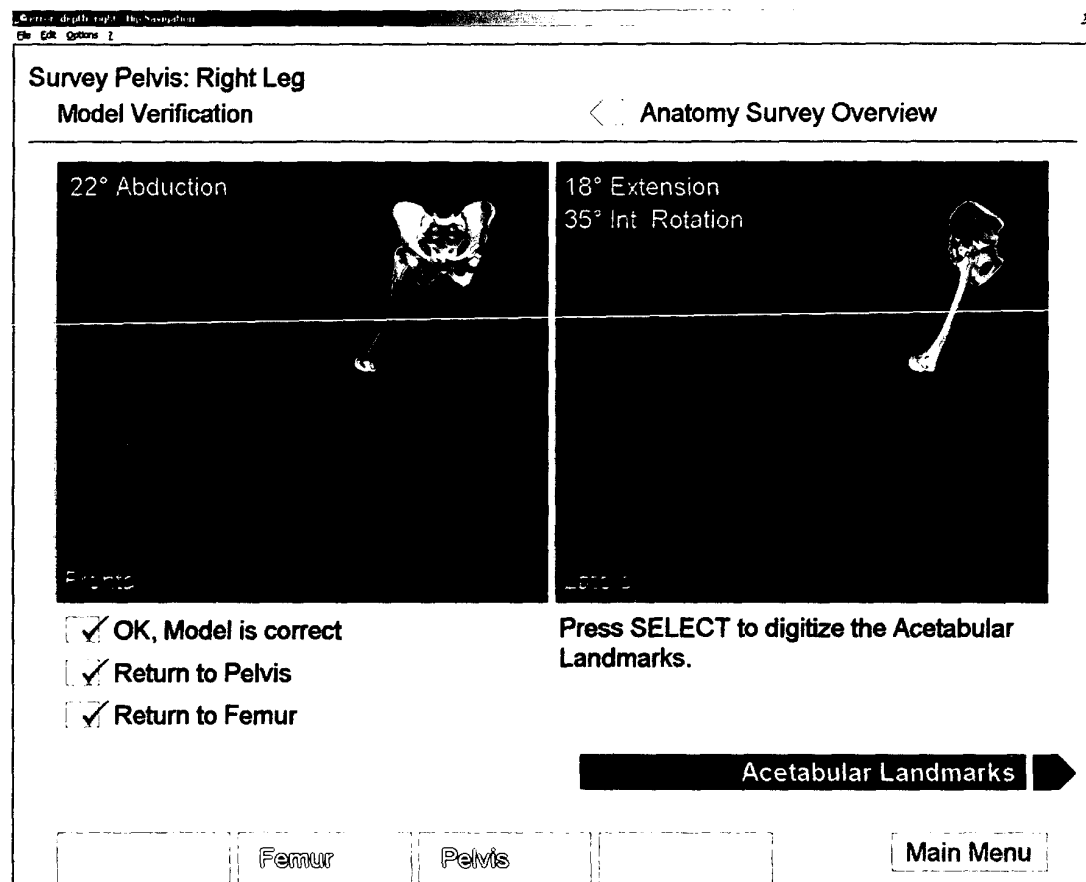 File Edit Options ?
Survey Pelvis: Right Leg
Model Verification
Anatomy Survey Overview
22° Abduction
18° Extension
35° Int Rotation
OK, Model is correct
Return to Pelvis
Return to Femur
Press SELECT to digitize the Acetabular
Landmarks.
Acetabular Landmarks
Femur
Pelvis
Main Menu